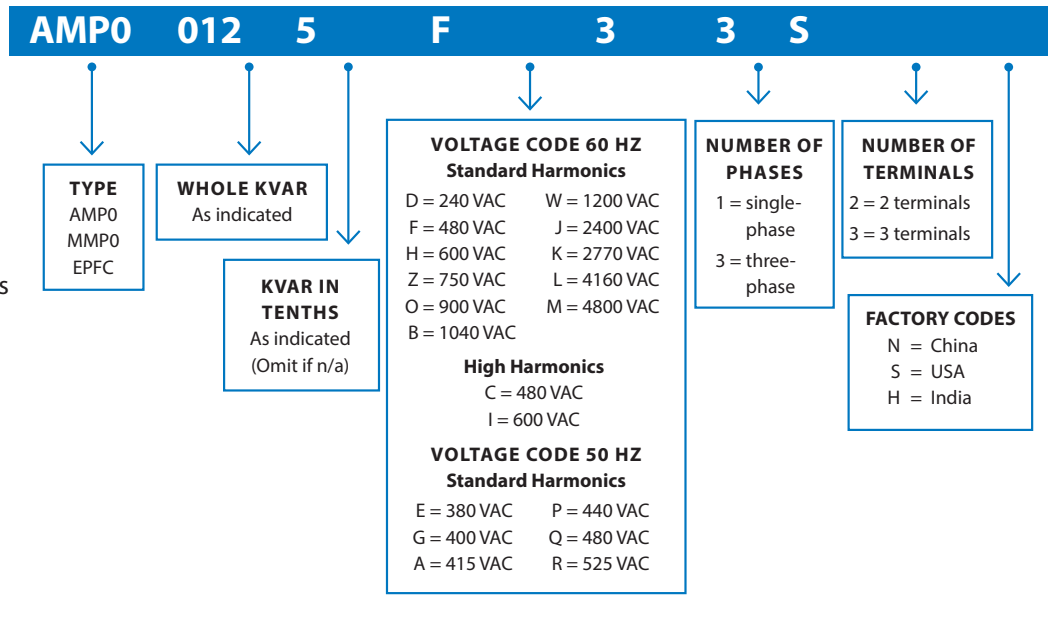 AMP0 012 5 F 3 3 S
TYPE
AMP0
MMP0
EPFC
S
WHOLE KVAR
As indicated
KVAR IN
TENTHS
As indicated
(Omit if n/a)
VOLTAGE CODE 60 HZ
Standard Harmonics
D = 240 VAC W = 1200 VAC
F = 480 VAC J = 2400 VAC
H = 600 VAC K = 2770 VAC
Z = 750 VAC L = 4160 VAC
O = 900 VAC M = 4800 VAC
B = 1040 VAC
High Harmonics
C = 480 VAC
I = 600 VAC
VOLTAGE CODE 50 HZ
Standard Harmonics
E = 380 VAC P = 440 VAC
G = 400 VAC Q = 480 VAC
A = 415 VAC R = 525 VAC
NUMBER OF
PHASES
1 = single-
phase
3 = three-
phase
NUMBER OF
TERMINALS
2 = 2 terminals
3 = 3 terminals
FACTORY CODES
N = China
S = USA
H = India